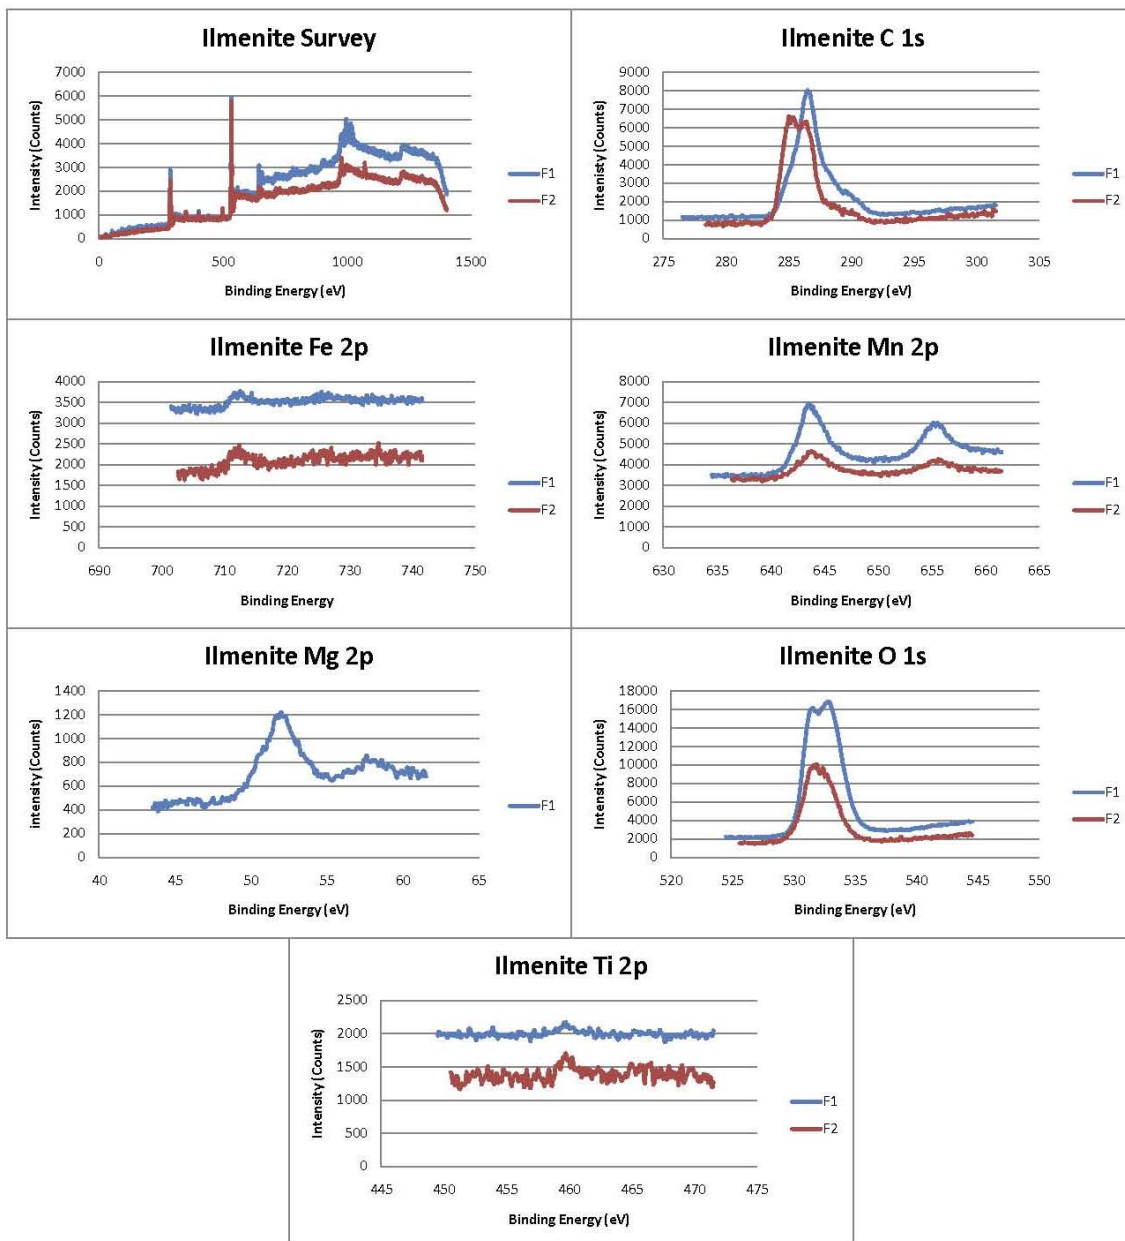 Ilmenite Survey
Intenisty (Counts)
7000
6000
5000
4000
3000
2000
1000
0
0 500 1000 1500
Binding Energy (eV)
F1
F2
Ilmenite C 1s
Intenistcy (Counts)
9000
8000
7000
6000
5000
4000
3000
2000
1000
0
275 280 285 290 295 300 305
Binding Energy (eV)
F1
F2
Ilmenite Fe 2p
Intensity (Counts)
4000
3500
3000
2500
2000
1500
1000
500
0
690 700 710 720 730 740 750
Binding Energy
F1
F2
Ilmenite Mn 2p
Intensity (Counts)
8000
7000
6000
5000
4000
3000
2000
1000
0
630 635 640 645 650 655 660 665
Binding Energy (eV)
F1
F2
Ilmenite Mg 2p
intensity (Counts)
1400
1200
1000
800
600
400
200
0
40 45 50 55 60 65
Binding Energy (eV)
F1
Ilmenite O 1s
Intensity (Counts)
18000
16000
14000
12000
10000
8000
6000
4000
2000
0
520 525 530 535 540 545 550
Binding Energy (eV)
F1
F2
Ilmenite Ti 2p
Intensity (Counts)
2500
2000
1500
1000
500
0
445 450 455 460 465 470 475
Binding Energy (eV)
F1
F2